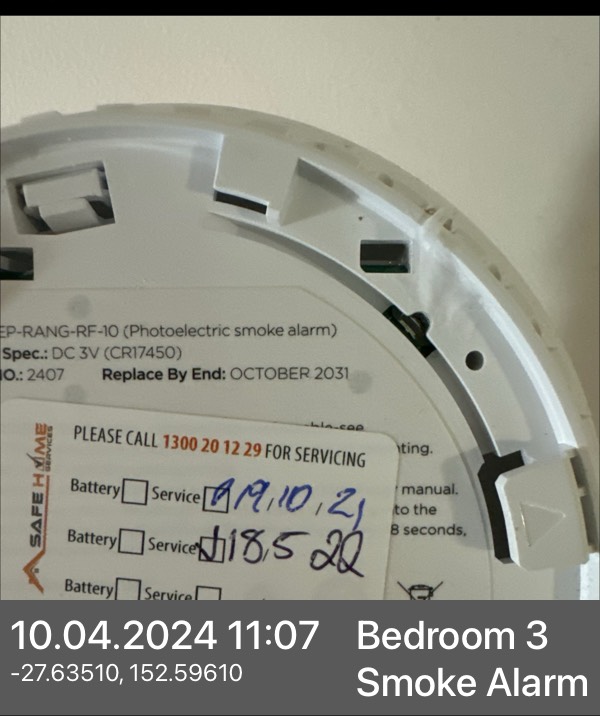 EP-RANG-RF-10 (Photoelectric smoke alarm)
Spec.: DC 3V (CR17450)
NO.: 2407 Replace By End: OCTOBER 2031
ting.
manual.
to the
8 seconds,
SAFE HOME
SERVICES
PLEASE CALL 1300 20 12 29 FOR SERVICING
Battery Service 19,10,21
Battery Service 18,5 22
Battery Service
10.04.2024 11:07
-27.63510, 152.59610
Bedroom 3
Smoke Alarm